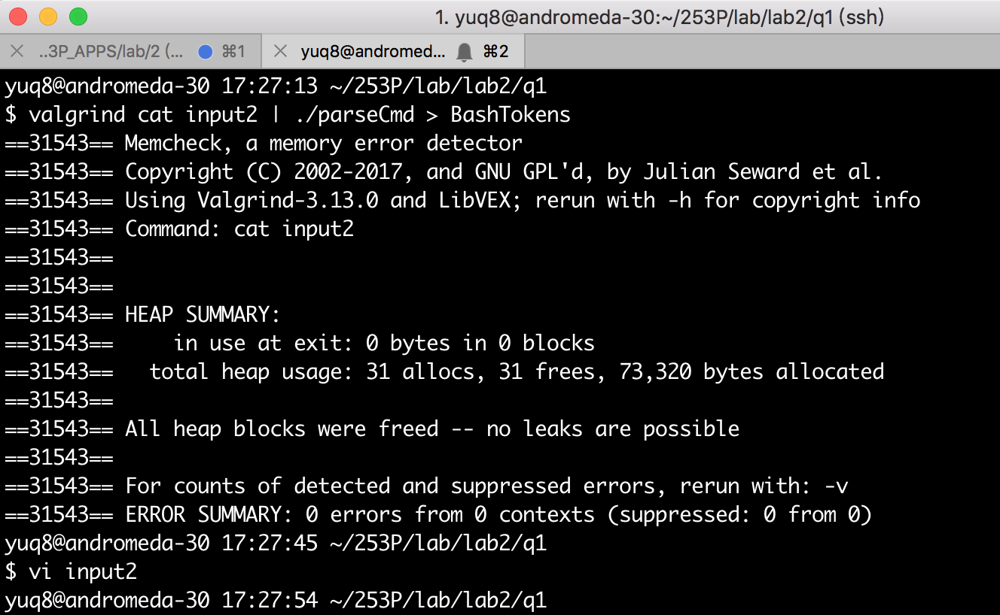 1. yuq8@andromeda-30:~/253P/lab/lab2/q1 (ssh)
..3P_APPS/lab/2 (... ⌘1 yuq8@andromed... ⌘2
yuq8@andromeda-30 17:27:13 ~/253P/lab/lab2/q1
$ valgrind cat input2 | ./parseCmd > BashTokens
==31543== Memcheck, a memory error detector
==31543== Copyright (C) 2002-2017, and GNU GPL'd, by Julian Seward et al.
==31543== Using Valgrind-3.13.0 and LibVEX; rerun with -h for copyright info
==31543== Command: cat input2
==31543==
==31543==
==31543== HEAP SUMMARY:
==31543==     in use at exit: 0 bytes in 0 blocks
==31543==   total heap usage: 31 allocs, 31 frees, 73,320 bytes allocated
==31543==
==31543== All heap blocks were freed -- no leaks are possible
==31543==
==31543== For counts of detected and suppressed errors, rerun with: -v
==31543== ERROR SUMMARY: 0 errors from 0 contexts (suppressed: 0 from 0)
yuq8@andromeda-30 17:27:45 ~/253P/lab/lab2/q1
$ vi input2
yuq8@andromeda-30 17:27:54 ~/253P/lab/lab2/q1